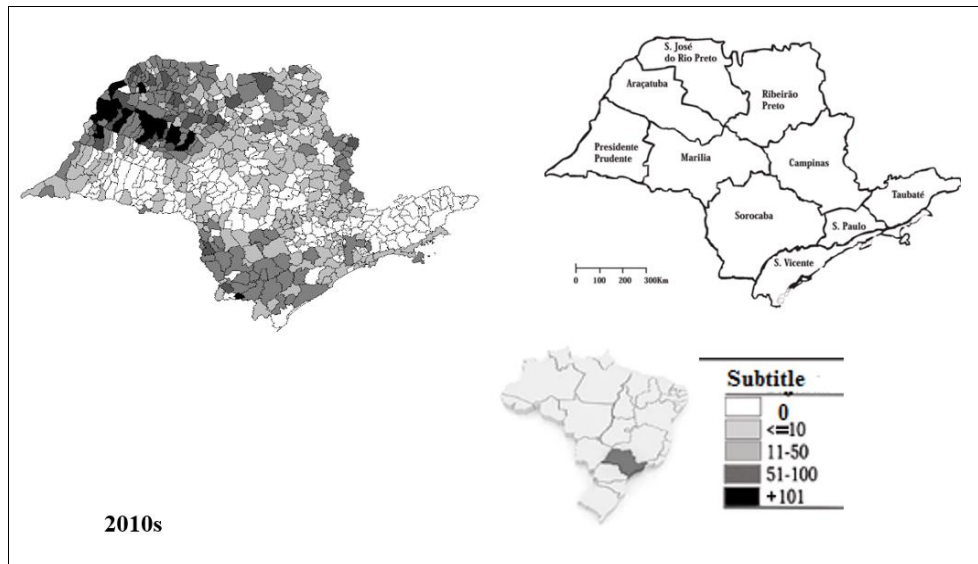 S. José
do Rio Preto
Araçatuba
Ribeirão
Preto
Presidente
Prudente
Marília
Campinas
Taubaté
Sorocaba
S. Paulo
S. Vicente
0 100 200 300Km
Subtitle
0
<=10
11-50
51-100
+101
2010s